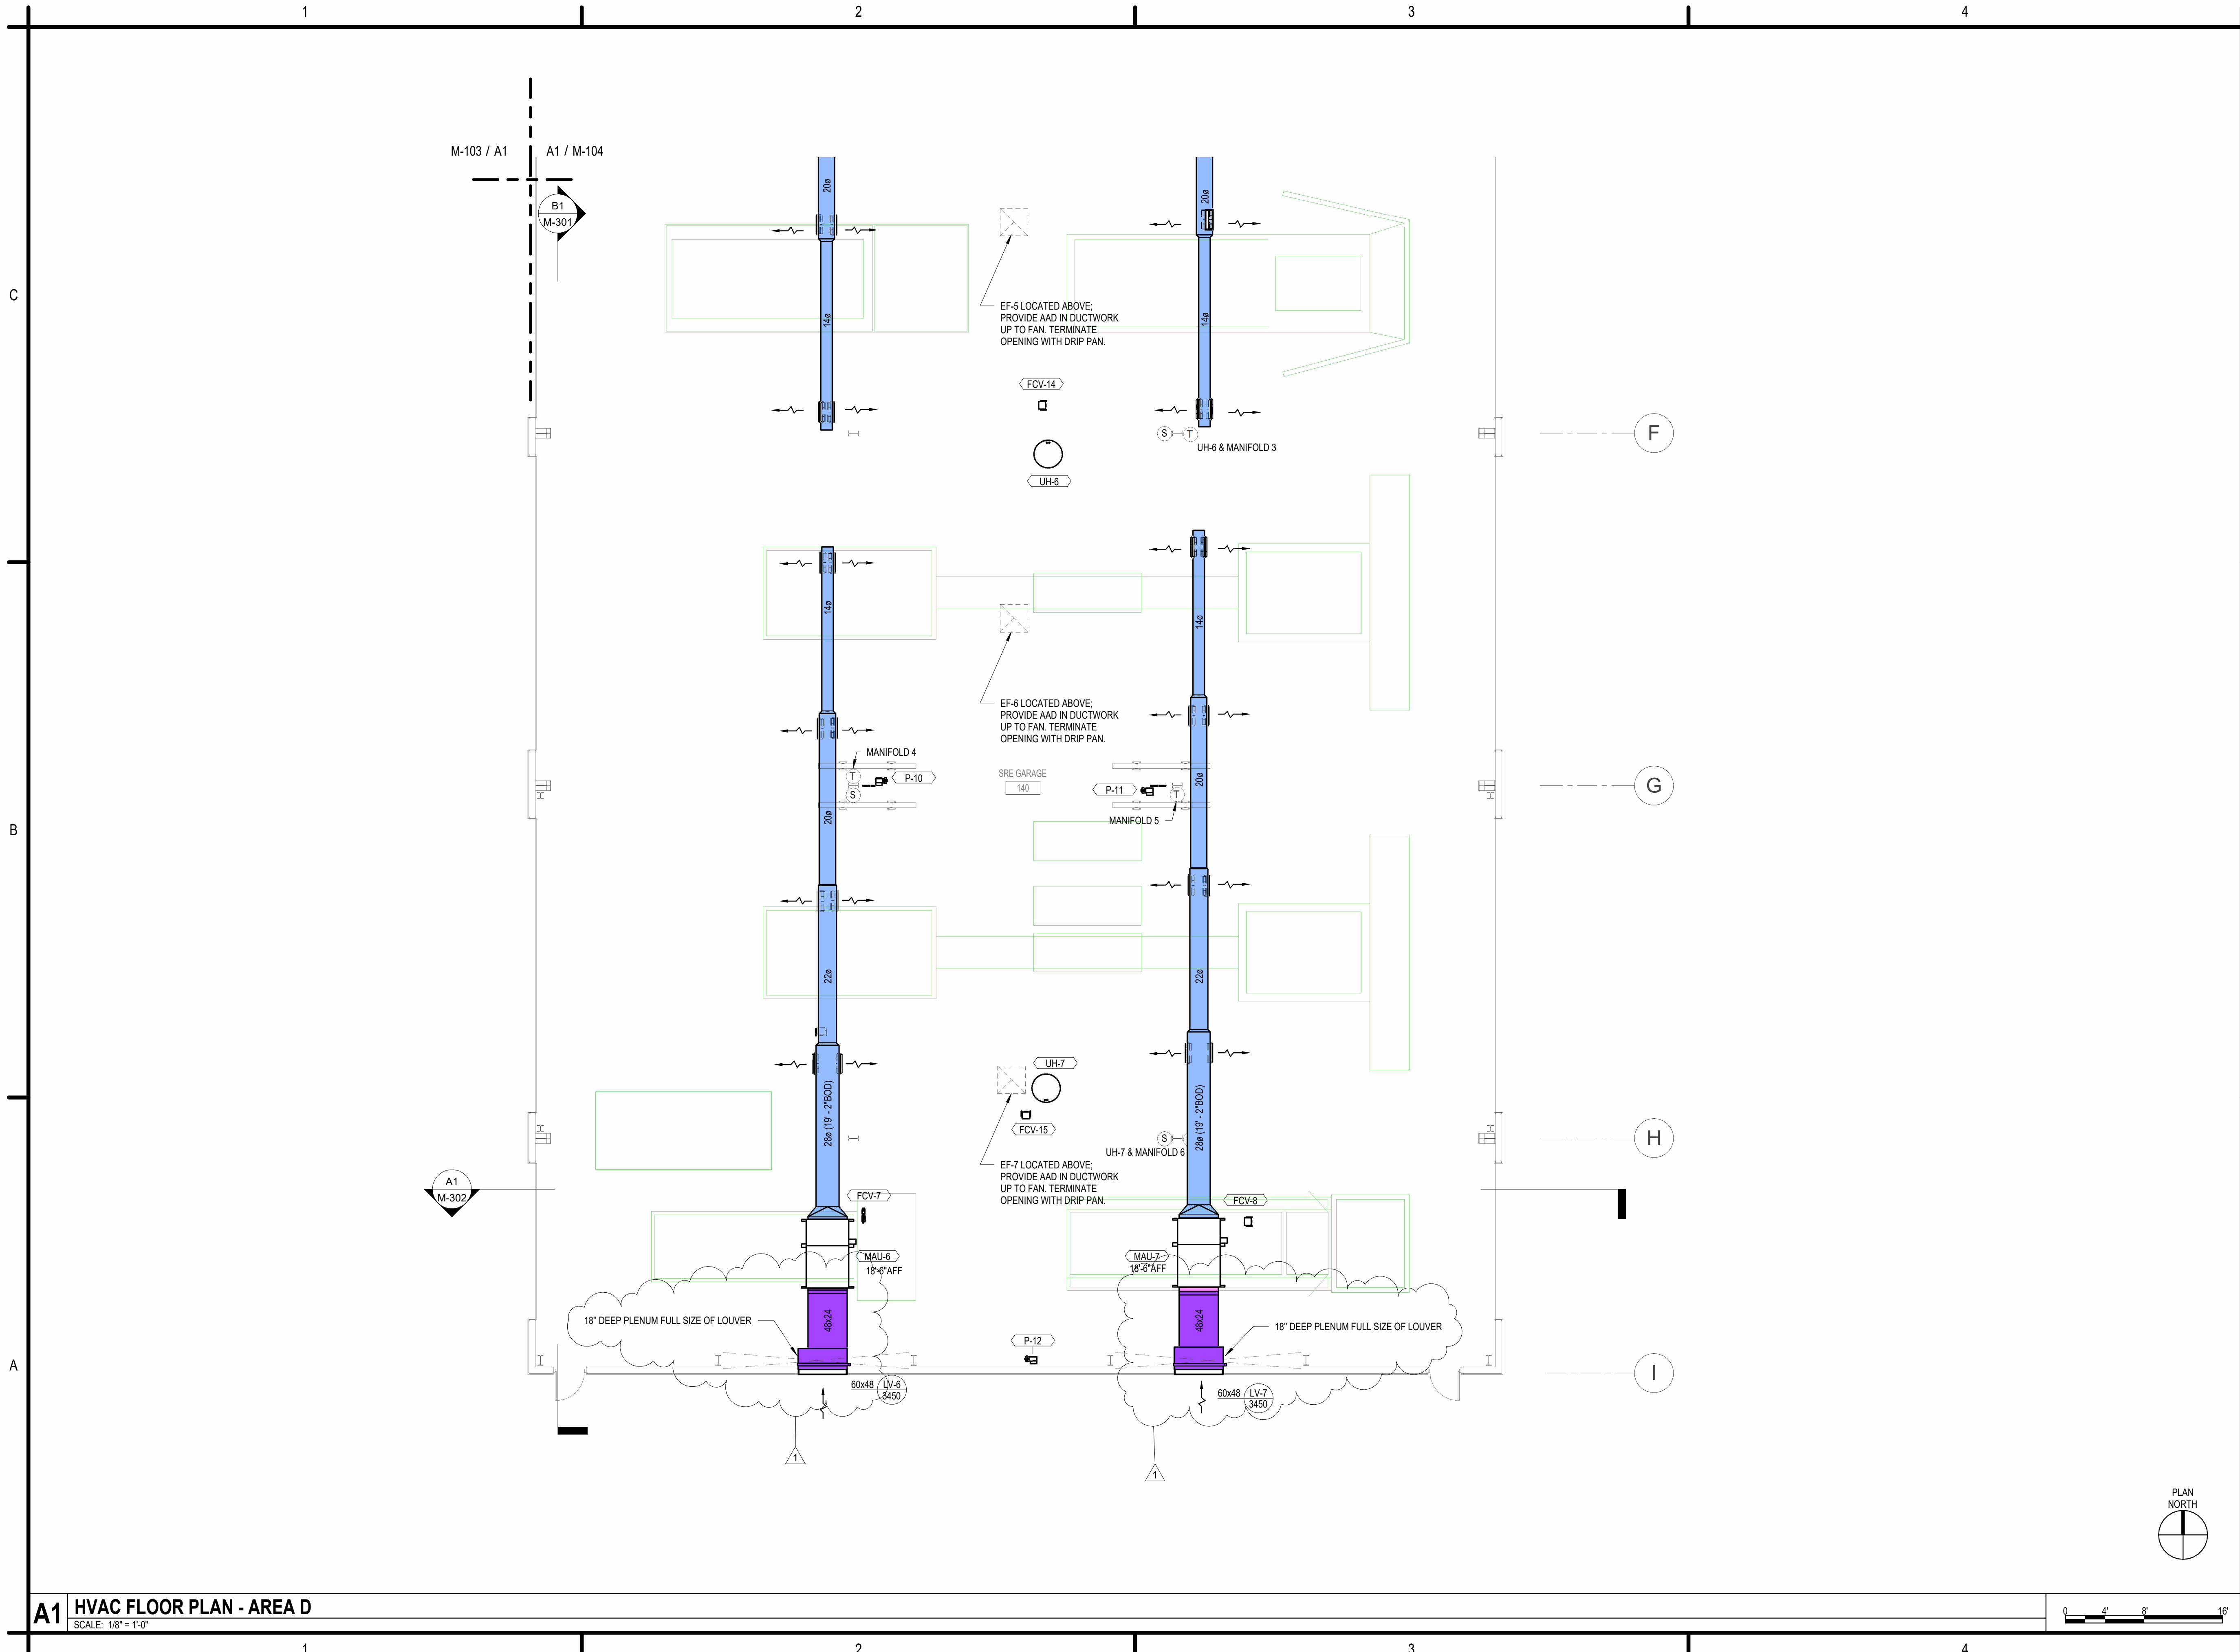 1 2 3 4
M-103 / A1 A1 / M-104
B1
M-301
20ø 20ø
C
14ø 14ø
EF-5 LOCATED ABOVE;
PROVIDE AAD IN DUCTWORK
UP TO FAN. TERMINATE
OPENING WITH DRIP PAN.
FCV-14
S T
F
UH-6 & MANIFOLD 3
UH-6
14ø 14ø
EF-6 LOCATED ABOVE;
PROVIDE AAD IN DUCTWORK
UP TO FAN. TERMINATE
OPENING WITH DRIP PAN.
MANIFOLD 4
T
P-10
S
SRE GARAGE
140
20ø
P-11
T
MANIFOLD 5
G
20ø
B
22ø 22ø
UH-7
FCV-15
28ø (19' - 2"BOD)
28ø (19' - 2"BOD)
S
UH-7 & MANIFOLD 6
H
EF-7 LOCATED ABOVE;
PROVIDE AAD IN DUCTWORK
UP TO FAN. TERMINATE
OPENING WITH DRIP PAN.
A1
M-302
FCV-7
FCV-8
MAU-6
18'-6"AFF
MAU-7
18'-6"AFF
48x24 48x24
18" DEEP PLENUM FULL SIZE OF LOUVER
18" DEEP PLENUM FULL SIZE OF LOUVER
P-12
A
I
60x48 LV-6
3450
60x48 LV-7
3450
1
1
PLAN
NORTH
A1 HVAC FLOOR PLAN - AREA D
SCALE: 1/8" = 1'-0"
0 4' 8' 16'
1 2 3 4